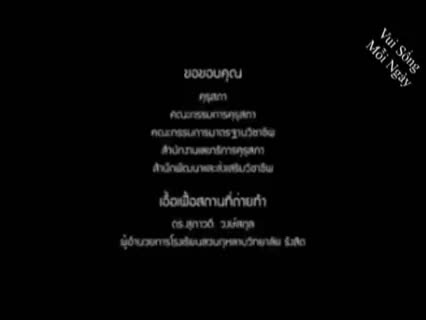 Vui Sống
Mỗi Ngày
ขอขอบคุณ
คุรุสภา
คณะกรรมการคุรุสภา
คณะกรรมการมาตรฐานวิชาชีพ
สำนักงานเลขาธิการคุรุสภา
สำนักพัฒนาและส่งเสริมวิชาชีพ
เอื้อเฟื้อสถานที่ถ่ายทำ
ดร.สุภาวดี วงษ์สกุล
ผู้อำนวยการโรงเรียนสวนกุหลาบวิทยาลัย รังสิต